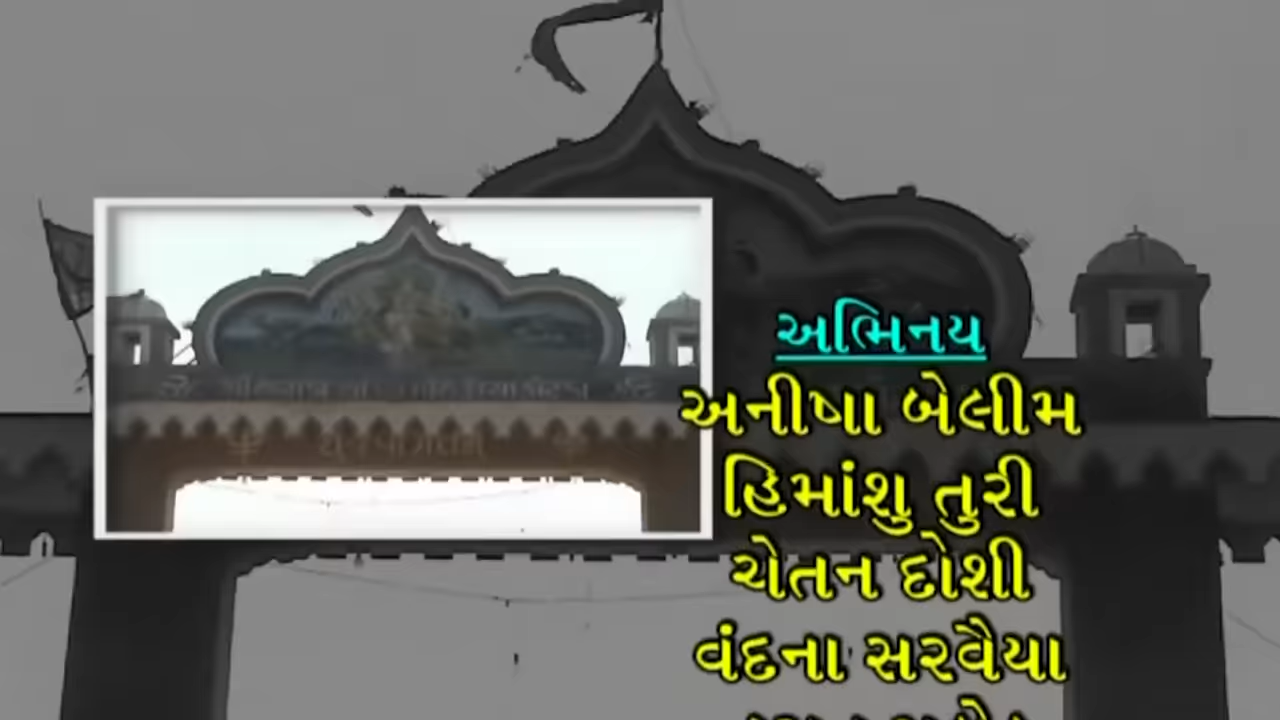 અભિનય
અનીષા બેલીમ
હિમાંશુ તુરી
ચેતન દોશી
વંદના સરવૈયા